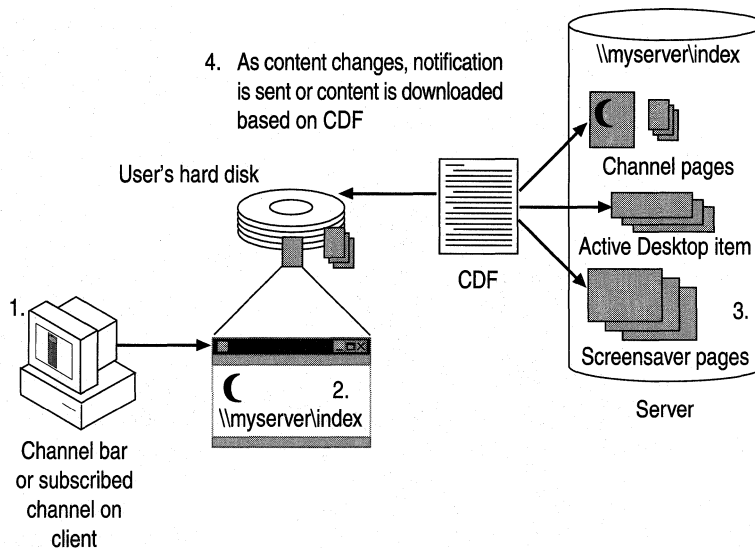 4. As content changes, notification
is sent or content is downloaded
based on CDF
\\myserver\index
Channel pages
User's hard disk
Active Desktop item
CDF
1.
3.
Screensaver pages
2.
\\myserver\index
Server
Channel bar
or subscribed
channel on
client